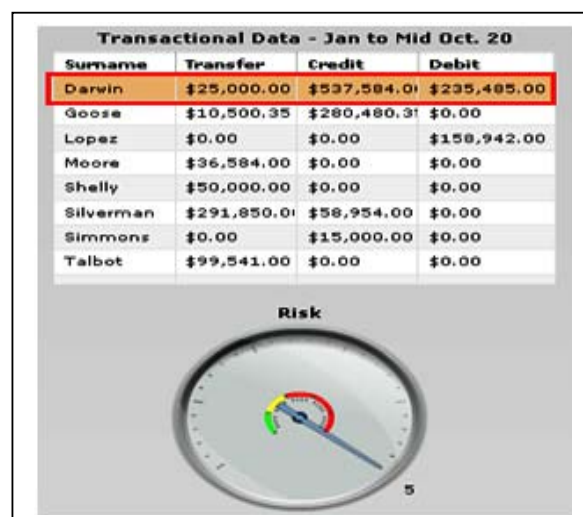 Transactional Data - Jan to Mid Oct. 20
Surname Transfer Credit Debit
Darwin $25,000.00 $537,584.0 $235,485.00
Goose $10,500.35 $280,480.3 $0.00
Lopez $0.00 $0.00 $158,942.00
Moore $36,584.00 $0.00 $0.00
Shelly $50,000.00 $0.00 $0.00
Silverman $291,850.0 $58,954.00 $0.00
Simmons $0.00 $15,000.00 $0.00
Talbot $99,541.00 $0.00 $0.00
Risk
5